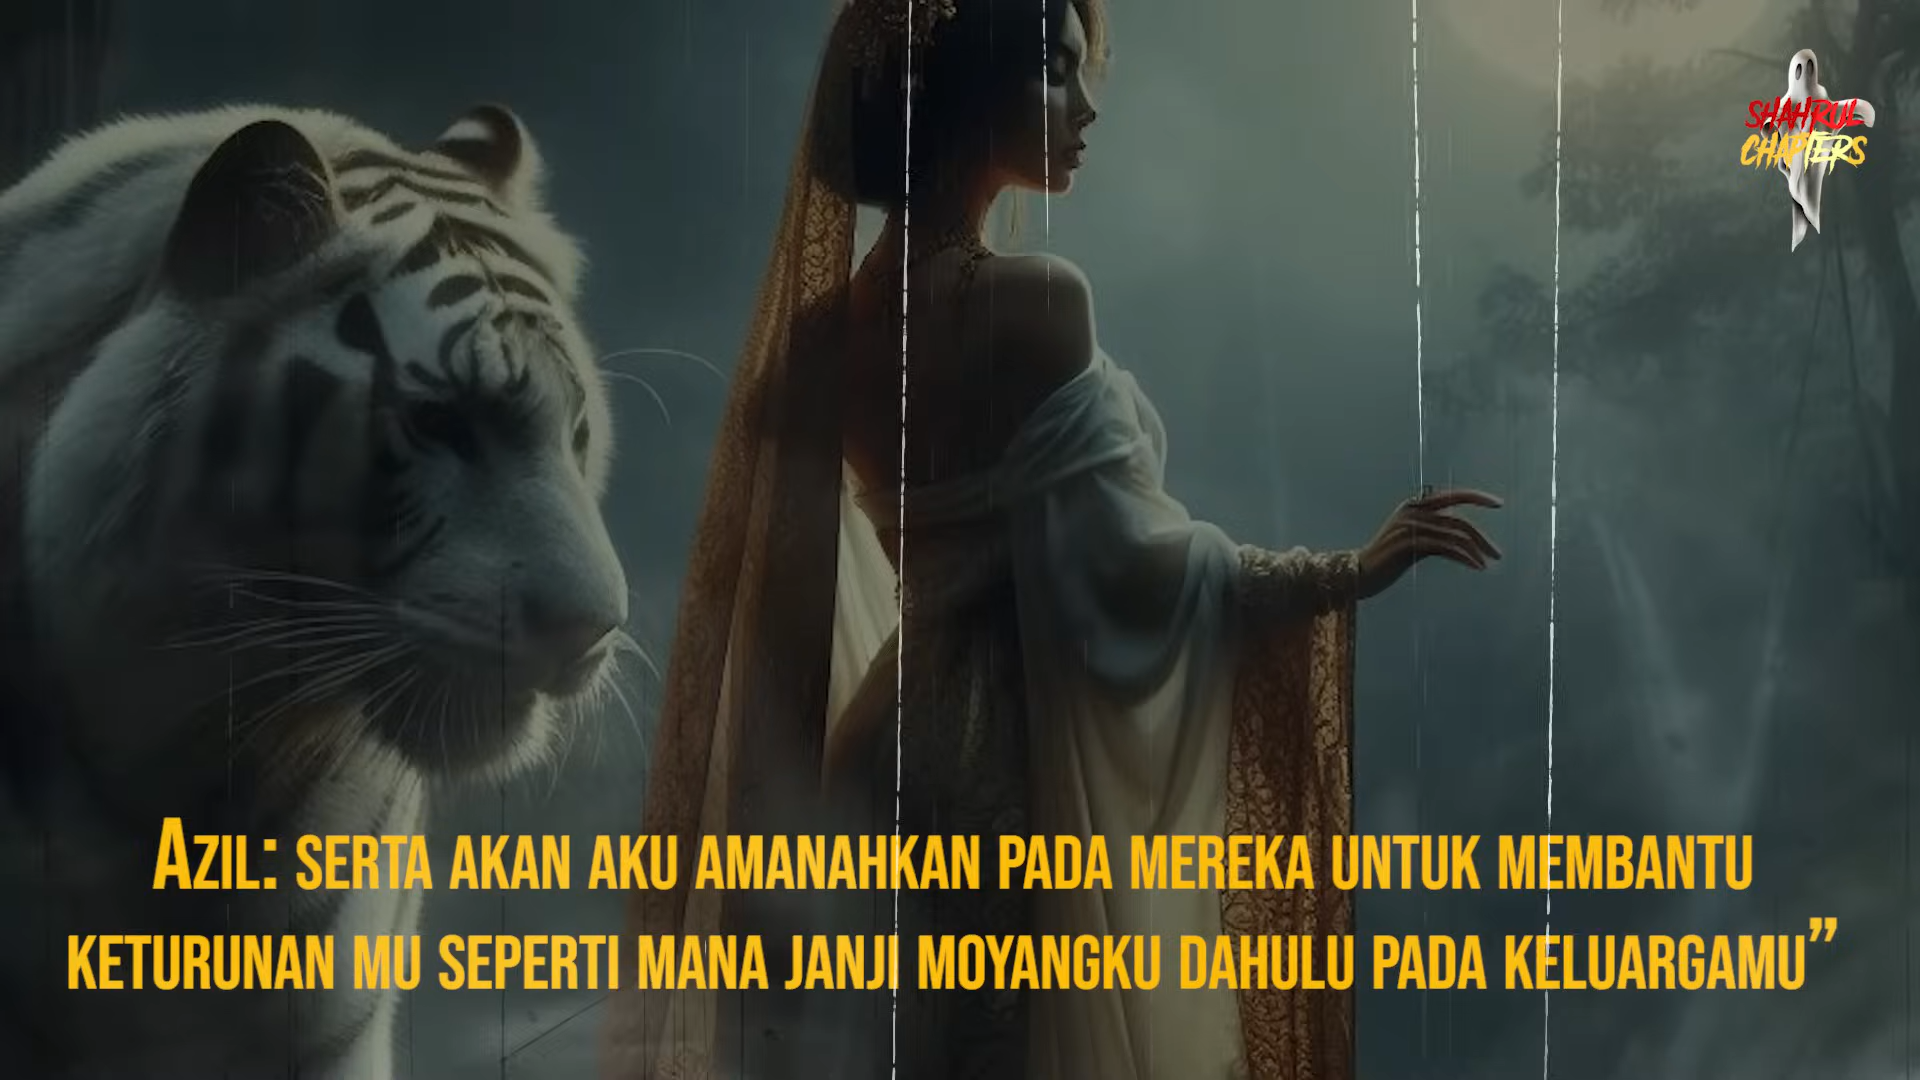 SHAHRUL
CHAPTERS
AZIL: SERTA AKAN AKU AMANAHKAN PADA MEREKA UNTUK MEMBANTU
KETURUNAN MU SEPERTI MANA JANJI MOYANGKU DAHULU PADA KELUARGAMU”